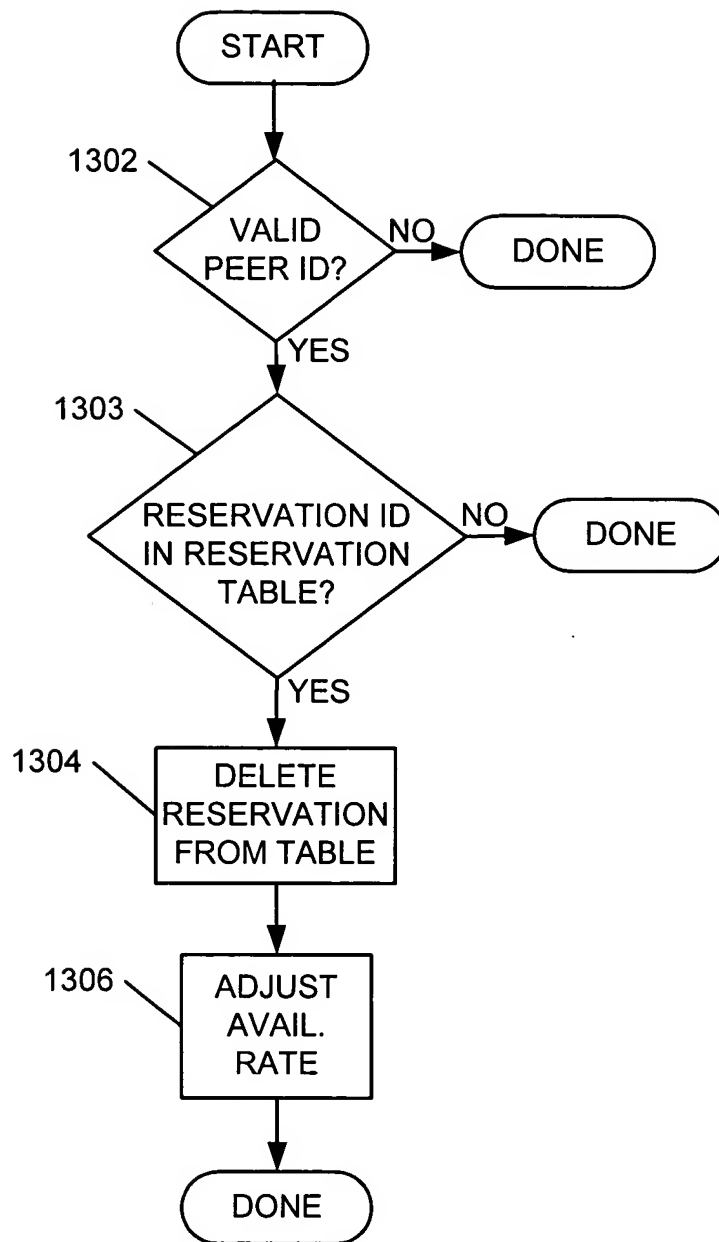 START
1302
VALID
PEER ID?
NO
DONE
YES
1303
RESERVATION ID
IN RESERVATION
TABLE?
NO
DONE
YES
1304
DELETE
RESERVATION
FROM TABLE
1306
ADJUST
AVAIL.
RATE
DONE